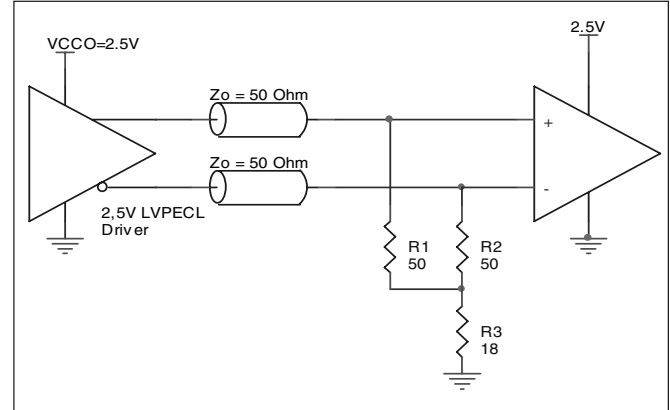 2.5V
VCCO=2.5V
Zo = 50 Ohm
+
Zo = 50 Ohm
-
2,5V LVPECL
Driver
R1
50
R2
50
R3
18